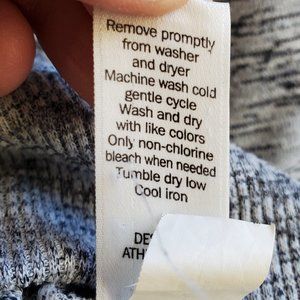 Remove promptly
from washer
and dryer
Machine wash cold
gentle cycle
Wash and dry
with like colors
Only non-chlorine
bleach when needed
Tumble dry low
Cool iron